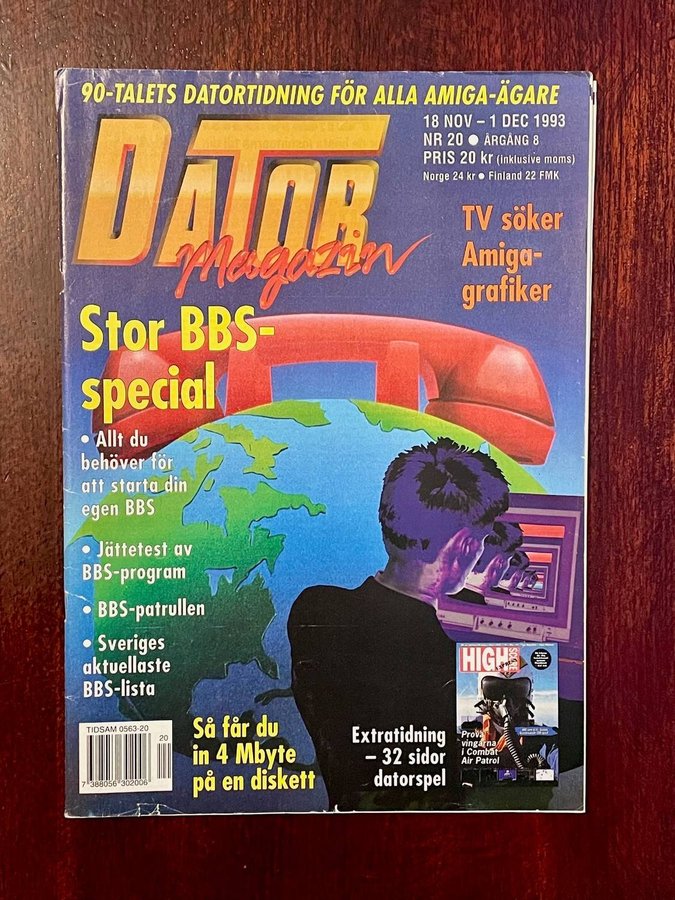 90-TALETS DATORTIDNING FÖR ALLA AMIGA-ÄGARE
18 NOV – 1 DEC 1993
NR 20 ● ÅRGÅNG 8
PRIS 20 kr (inklusive moms)
Norge 24 kr ● Finland 22 FMK
DATOR
Magazin
TV söker
Amiga-
grafiker
Stor BBS-
special
• Allt du
behöver för
att starta din
egen BBS
• Jättetest av
BBS-program
• BBS-patrullen
• Sveriges
aktuellaste
BBS-lista
TIDSAM 0563-20
20
7 388056 302006
Så får du
in 4 Mbyte
på en diskett
Extratidning
– 32 sidor
datorspel
HIGH
SCORE
Prova
vingarna
i Combat
Air Patrol